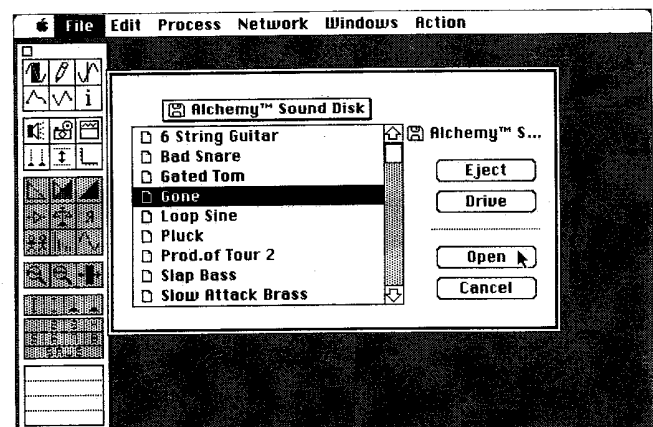 File Edit Process Network Windows Action
Alchemy™ Sound Disk
6 String Guitar
Bad Snare
Gated Tom
Gone
Loop Sine
Pluck
Prod.of Tour 2
Slap Bass
Slow Attack Brass
Alchemy™ S...
Eject
Drive
Open
Cancel